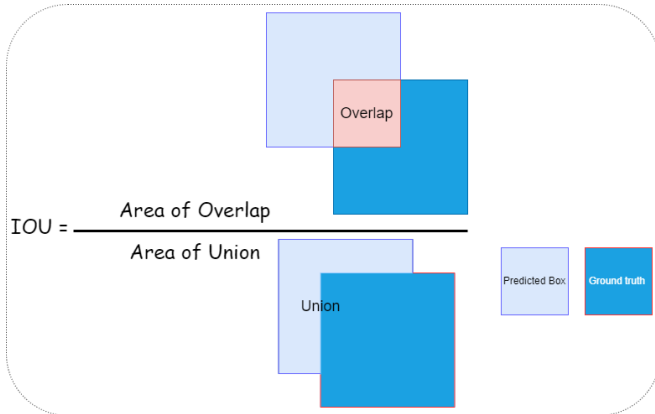 Overlap
Area of Overlap
IOU =
Area of Union
Union
Predicted Box
Ground truth